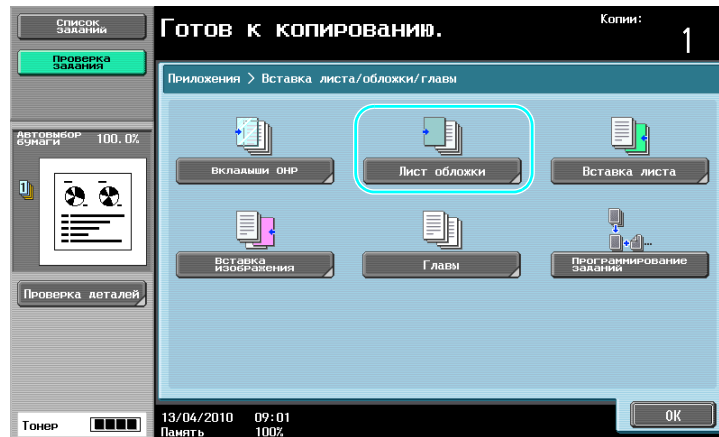 Список
заданий
Готов к копированию.
Копии:
1
Проверка
задания
Приложения > Вставка листа/обложки/главы
Автовыбор
бумаги
100.0%
1
Вкладыши OHP
Лист обложки
Вставка листа
Вставка
изображения
Главы
Программирование
заданий
Проверка деталей
OK
Тонер
13/04/2010 09:01
Память 100%